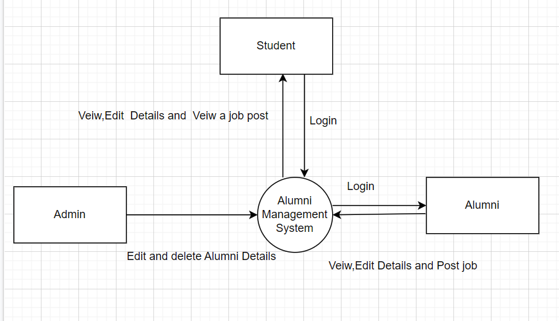 Student
Veiw,Edit Details and Veiw a job post
Login
Login
Alumni
Management
System
Admin
Alumni
Edit and delete Alumni Details
Veiw,Edit Details and Post job